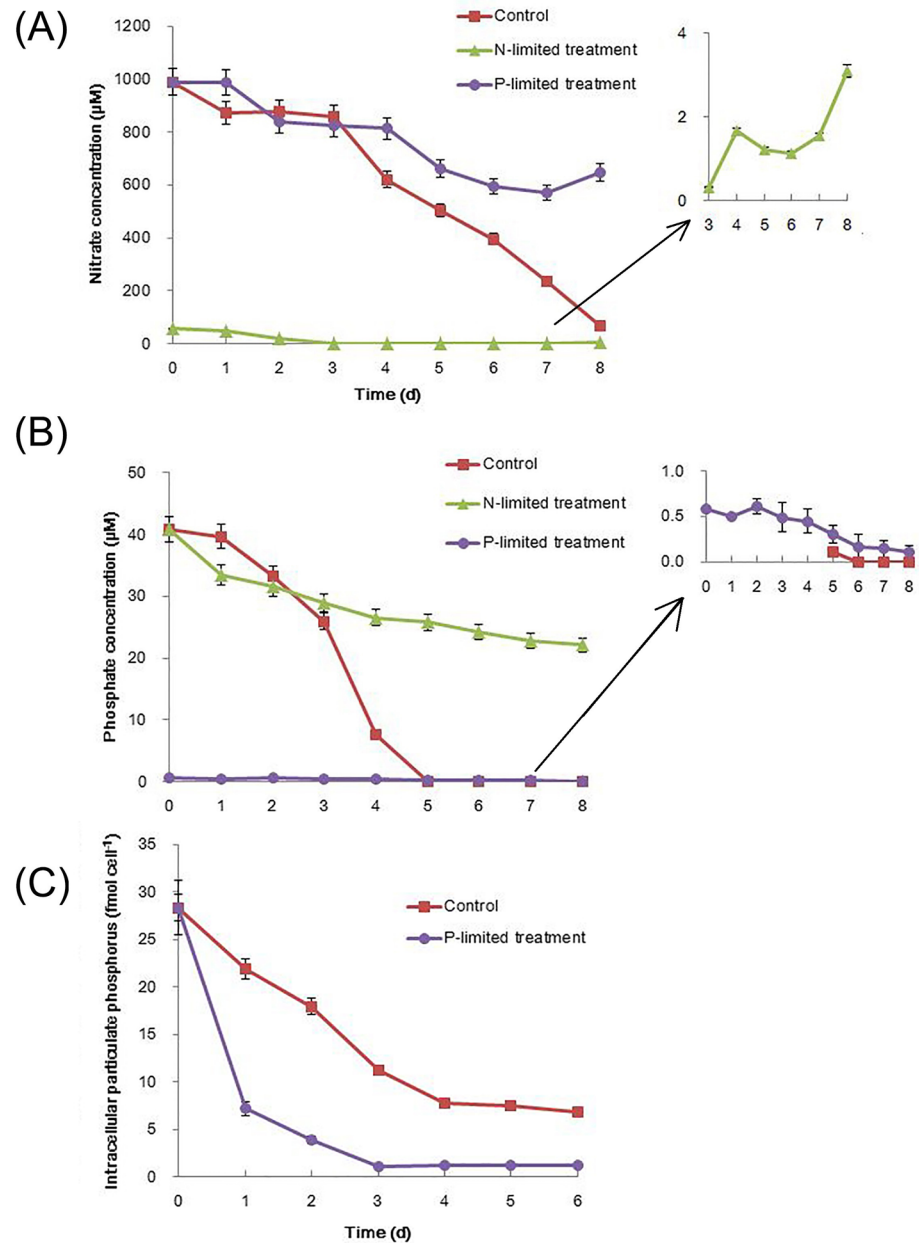 (A)
Control
N-limited treatment
P-limited treatment
Nitrate concentration (µM)
1200
1000
800
600
400
200
0
0 1 2 3 4 5 6 7 8
Time (d)
4
2
0
3 4 5 6 7 8
(B)
Control
N-limited treatment
P-limited treatment
Phosphate concentration (µM)
50
40
30
20
10
0
0 1 2 3 4 5 6 7 8
1.0
0.5
0.0
0 1 2 3 4 5 6 7 8
(C)
Control
P-limited treatment
Intracellular particulate phosphorus (fmol cell⁻¹)
35
30
25
20
15
10
5
0
0 1 2 3 4 5 6
Time (d)